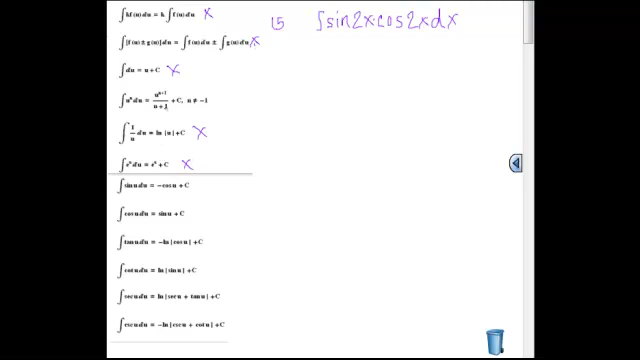 ∫kf(u)du = k ∫f(u)du X
15 ∫sin2x·cos2xdx
∫[f(u) ± g(u)]du = ∫f(u)du ± ∫g(u)du X
∫du = u + C X
∫uⁿdu = uⁿ⁺¹/(n+1) + C, n ≠ -1
∫1/u du = ln|u| + C X
∫eᵘdu = eᵘ + C X
∫sin u du = -cos u + C
∫cos u du = sin u + C
∫tan u du = -ln|cos u| + C
∫cot u du = ln|sin u| + C
∫sec u du = ln|sec u + tan u| + C
∫csc u du = -ln|csc u + cot u| + C